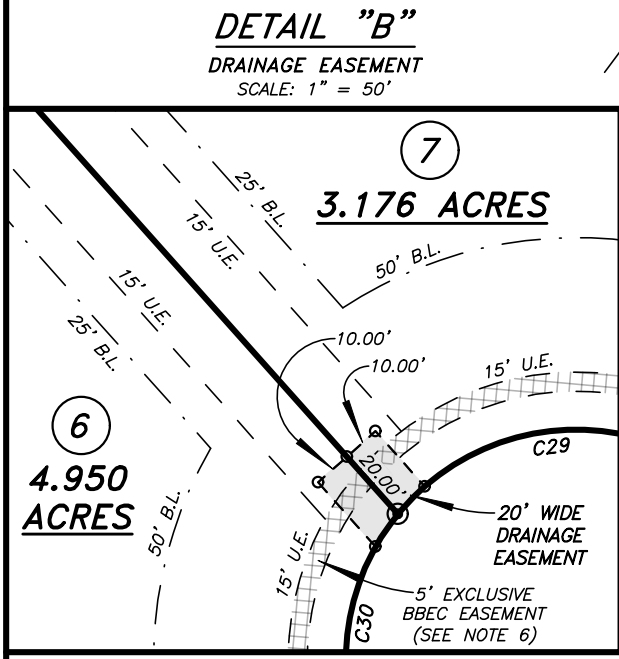 DETAIL "B"
DRAINAGE EASEMENT
SCALE: 1" = 50'
7
3.176 ACRES
25' B.L.
15' U.E.
50' B.L.
15' U.E.
25' B.L.
10.00'
10.00'
15' U.E.
6
4.950
ACRES
20.00'
C29
50' B.L.
20' WIDE
DRAINAGE
EASEMENT
15' U.E.
5' EXCLUSIVE
BBEC EASEMENT
(SEE NOTE 6)
C30